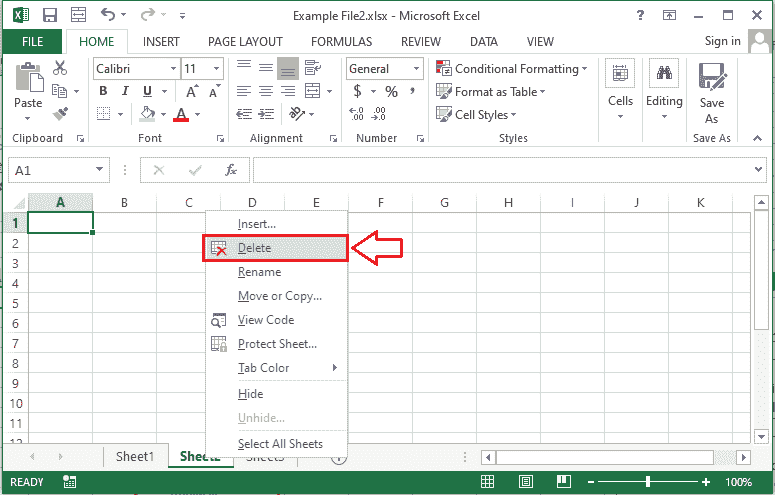 Example File2.xlsx - Microsoft Excel
?
FILE HOME INSERT PAGE LAYOUT FORMULAS REVIEW DATA VIEW Sign in
Calibri 11 General Conditional Formatting
Paste B I U A A $ % , Format as Table Cells Editing Save As
A .00 .0 Cell Styles
Clipboard Font Alignment Number Styles Save As
A1 fx
A B C D E F G H I J K
1
2
3
4
5
6
7
8
9
10
11
Insert...
Delete
Rename
Move or Copy...
View Code
Protect Sheet...
Tab Color
Hide
Unhide...
Select All Sheets
Sheet1 Sheet2 Sheet3
READY 100%